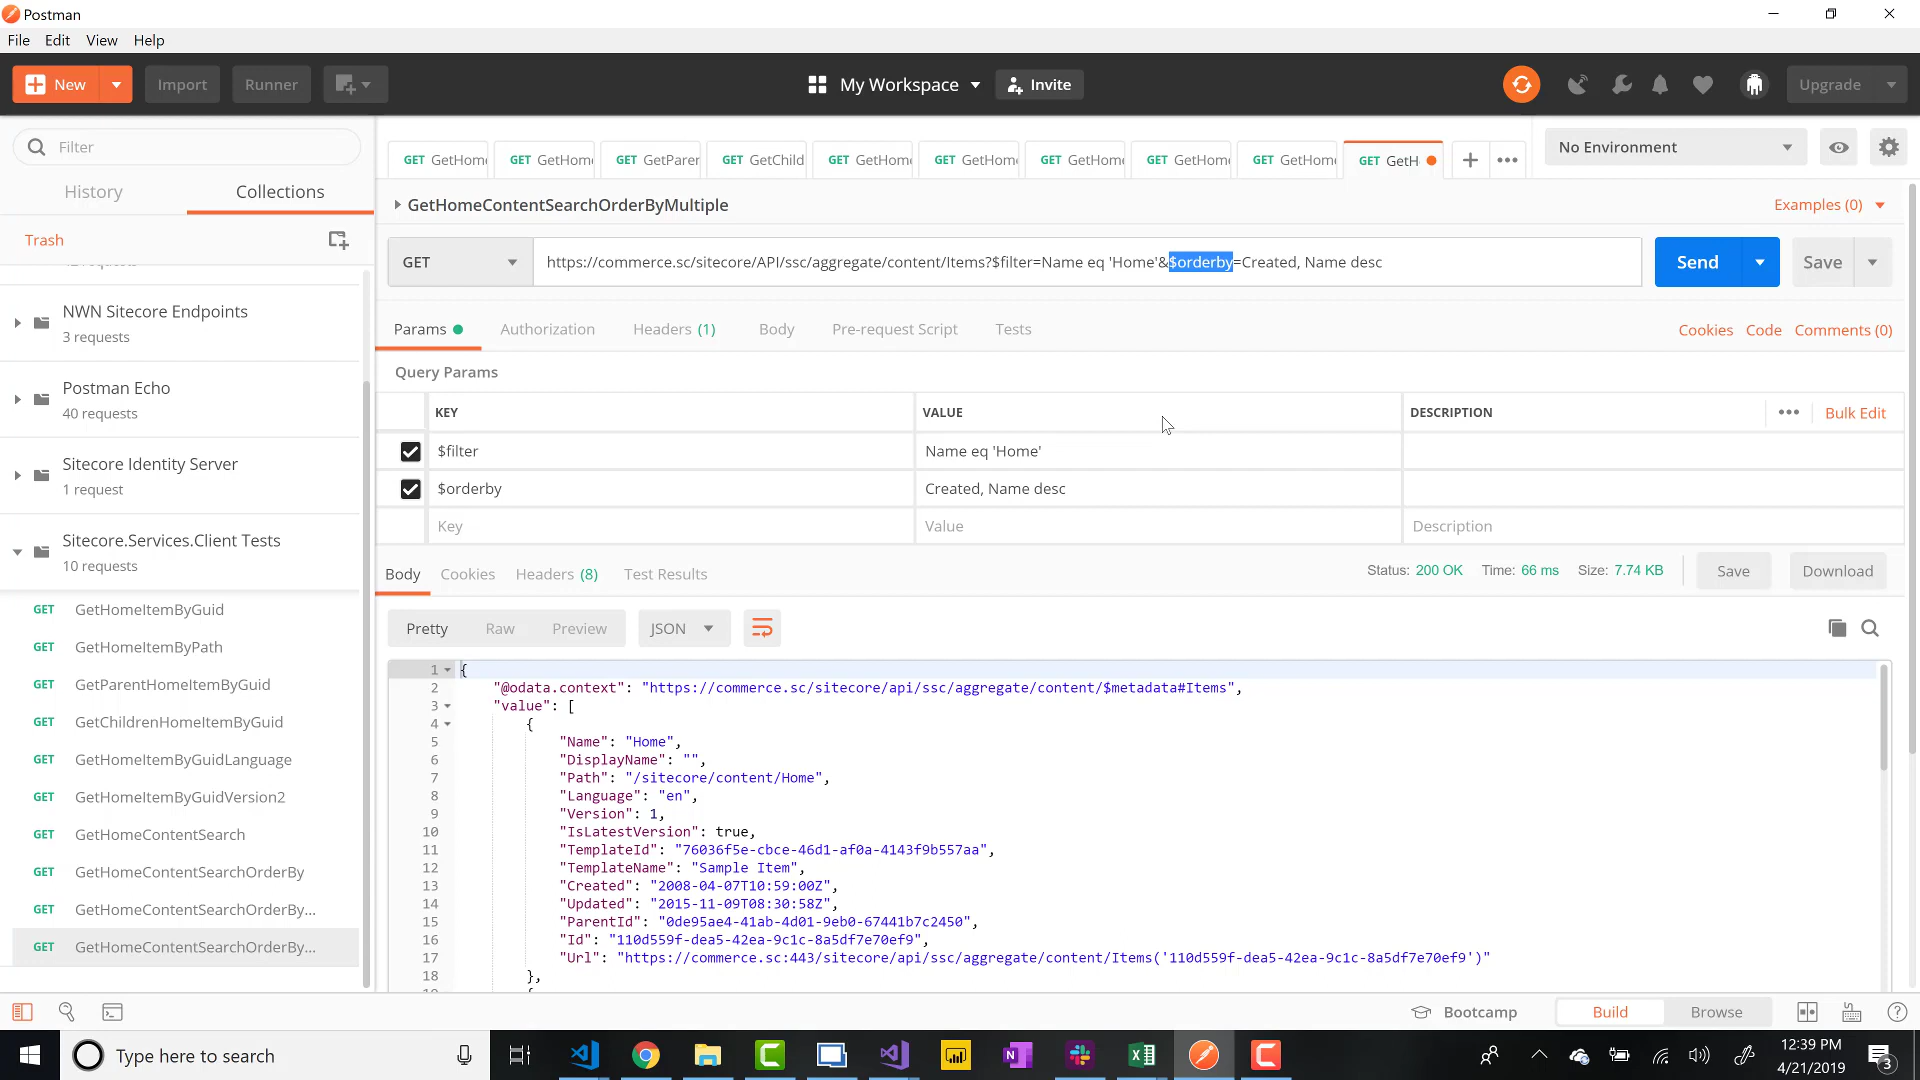 Postman
File Edit View Help
New Import Runner My Workspace Invite Upgrade
Filter
History Collections
Trash
NWN Sitecore Endpoints
3 requests
Postman Echo
40 requests
Sitecore Identity Server
1 request
Sitecore.Services.Client Tests
10 requests
GET GetHomeItemByGuid
GET GetHomeItemByPath
GET GetParentHomeItemByGuid
GET GetChildrenHomeItemByGuid
GET GetHomeItemByGuidLanguage
GET GetHomeItemByGuidVersion2
GET GetHomeContentSearch
GET GetHomeContentSearchOrderBy
GET GetHomeContentSearchOrderBy...
GET GetHomeContentSearchOrderBy...
GET GetHom GET GetHom GET GetParer GET GetChild GET GetHom GET GetHom GET GetHom GET GetHom GET GetHom GET GetH No Environment
GetHomeContentSearchOrderByMultiple Examples (0)
GET https://commerce.sc/sitecore/API/ssc/aggregate/content/Items?$filter=Name eq 'Home'&$orderby=Created, Name desc Send Save
Params Authorization Headers (1) Body Pre-request Script Tests Cookies Code Comments (0)
Query Params
KEY VALUE DESCRIPTION Bulk Edit
$filter Name eq 'Home'
$orderby Created, Name desc
Key Value Description
Body Cookies Headers (8) Test Results Status: 200 OK Time: 66 ms Size: 7.74 KB Save Download
Pretty Raw Preview JSON
1 {
2 "@odata.context": "https://commerce.sc/sitecore/api/ssc/aggregate/content/$metadata#Items",
3 "value": [
4 {
5 "Name": "Home",
6 "DisplayName": "",
7 "Path": "/sitecore/content/Home",
8 "Language": "en",
9 "Version": 1,
10 "IsLatestVersion": true,
11 "TemplateId": "76036f5e-cbce-46d1-af0a-4143f9b557aa",
12 "TemplateName": "Sample Item",
13 "Created": "2008-04-07T10:59:00Z",
14 "Updated": "2015-11-09T08:30:58Z",
15 "ParentId": "0de95ae4-41ab-4d01-9eb0-67441b7c2450",
16 "Id": "110d559f-dea5-42ea-9c1c-8a5df7e70ef9",
17 "Url": "https://commerce.sc:443/sitecore/api/ssc/aggregate/content/Items('110d559f-dea5-42ea-9c1c-8a5df7e70ef9')"
18 },
Bootcamp Build Browse
Type here to search
12:39 PM
4/21/2019
3